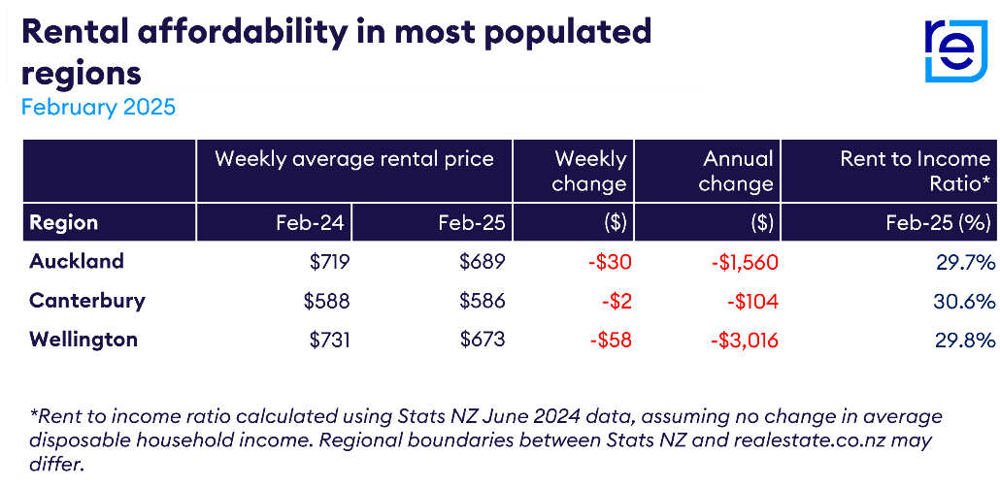 Rental affordability in most populated
regions
re
February 2025
Weekly average rental price Weekly change Annual change Rent to Income Ratio*
Region Feb-24 Feb-25 ($) ($) Feb-25 (%)
Auckland $719 $689 -$30 -$1,560 29.7%
Canterbury $588 $586 -$2 -$104 30.6%
Wellington $731 $673 -$58 -$3,016 29.8%
*Rent to income ratio calculated using Stats NZ June 2024 data, assuming no change in average
disposable household income. Regional boundaries between Stats NZ and realestate.co.nz may
differ.